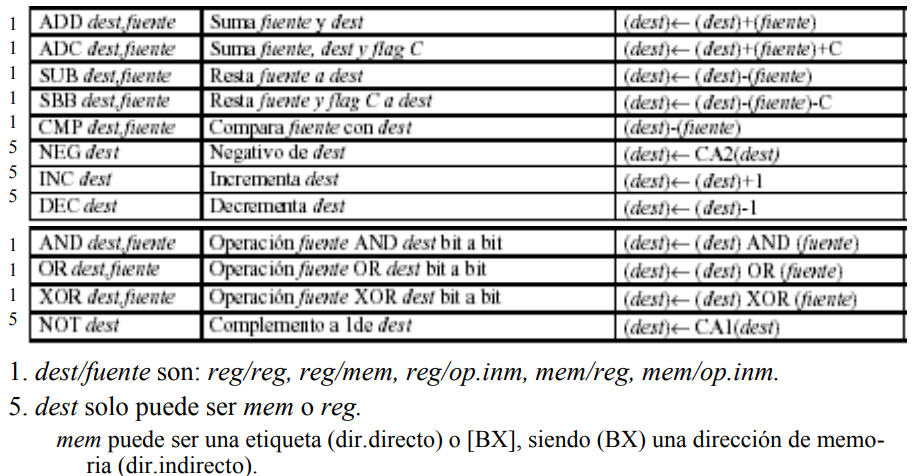 1 ADD dest,fuente Suma fuente y dest (dest)← (dest)+(fuente)
1 ADC dest,fuente Suma fuente, dest y flag C (dest)← (dest)+(fuente)+C
1 SUB dest,fuente Resta fuente a dest (dest)← (dest)-(fuente)
1 SBB dest,fuente Resta fuente y flag C a dest (dest)← (dest)-(fuente)-C
1 CMP dest,fuente Compara fuente con dest (dest)-(fuente)
5 NEG dest Negativo de dest (dest)← CA2(dest)
5 INC dest Incrementa dest (dest)← (dest)+1
5 DEC dest Decrementa dest (dest)← (dest)-1
1 AND dest,fuente Operación fuente AND dest bit a bit (dest)← (dest) AND (fuente)
1 OR dest,fuente Operación fuente OR dest bit a bit (dest)← (dest) OR (fuente)
1 XOR dest,fuente Operación fuente XOR dest bit a bit (dest)← (dest) XOR (fuente)
5 NOT dest Complemento a 1de dest (dest)← CA1(dest)
1. dest/fuente son: reg/reg, reg/mem, reg/op.inm, mem/reg, mem/op.inm.
5. dest solo puede ser mem o reg.
mem puede ser una etiqueta (dir.directo) o [BX], siendo (BX) una dirección de memo-
ria (dir.indirecto).